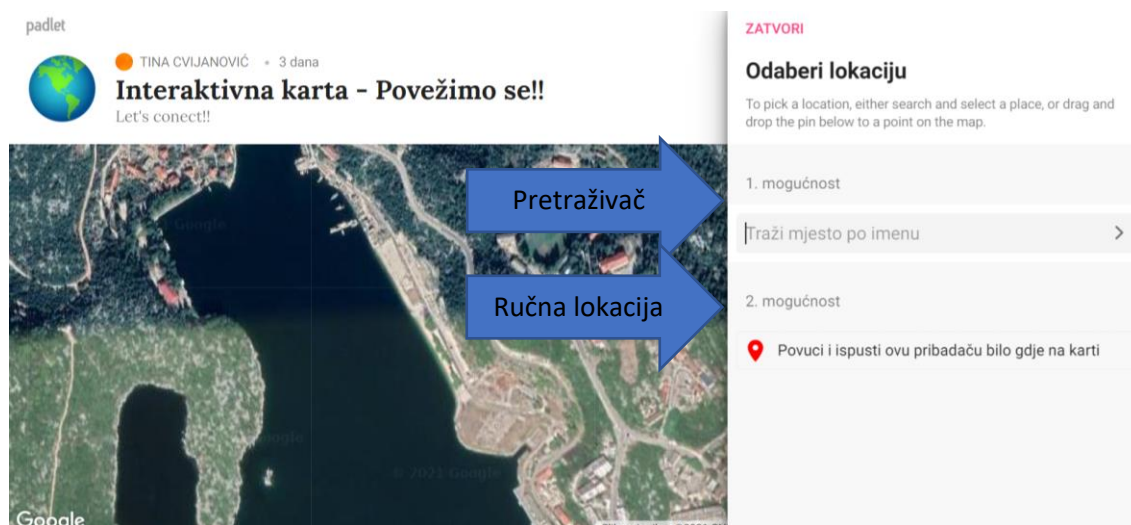 padlet
TINA CVIJANOVIĆ • 3 dana
Interaktivna karta - Povežimo se!!
Let's conect!!
Google
Google
© 2021 Google
Google
Pretraživač
Ručna lokacija
ZATVORI
Odaberi lokaciju
To pick a location, either search and select a place, or drag and
drop the pin below to a point on the map.
1. mogućnost
Traži mjesto po imenu
2. mogućnost
Povuci i ispusti ovu pribadaču bilo gdje na karti